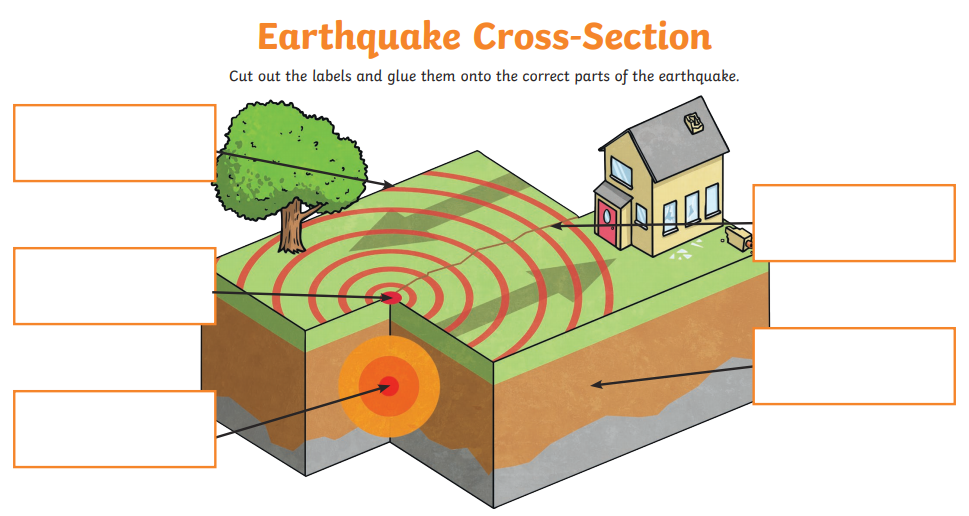 Earthquake Cross-Section
Cut out the labels and glue them onto the correct parts of the earthquake.